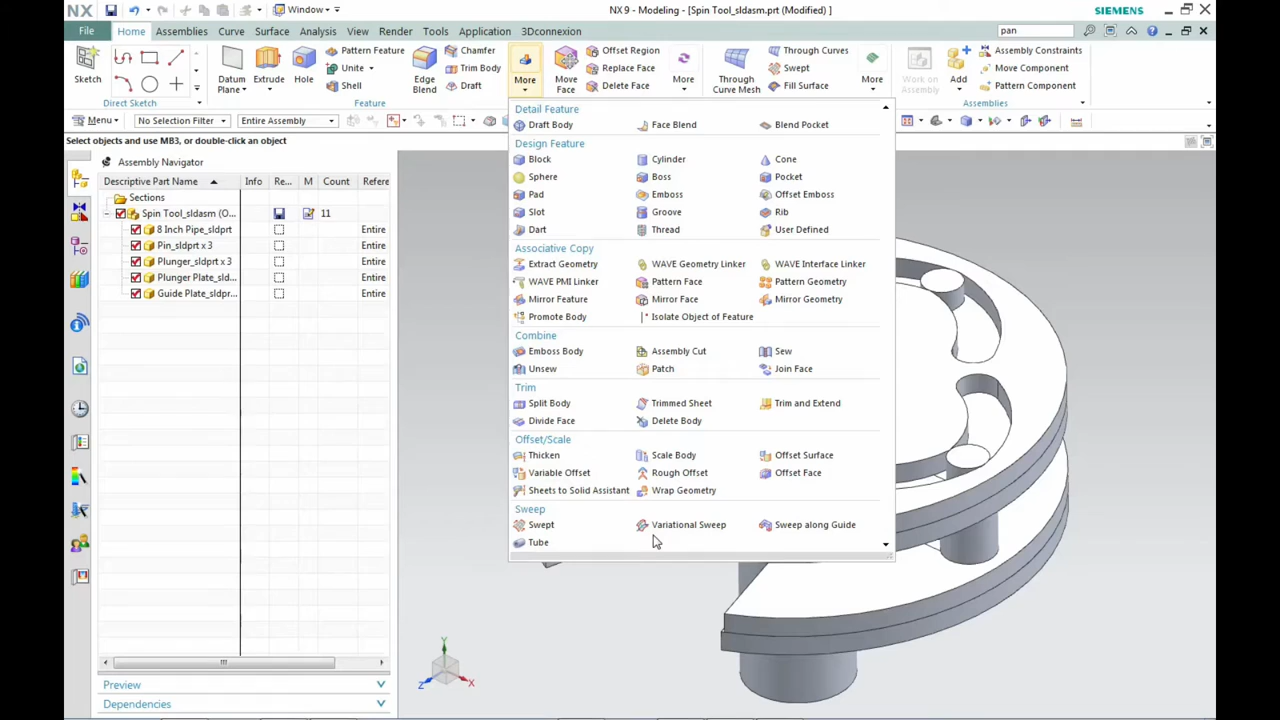 NX Window NX 9 - Modeling - [Spin Tool_sldasm.prt (Modified) ] SIEMENS
File Home Assemblies Curve Surface Analysis View Render Tools Application 3Dconnexion pan
Sketch Datum Plane Extrude Hole Pattern Feature Unite Shell Edge Blend Chamfer Trim Body Draft More Move Face Offset Region Replace Face Delete Face More Through Curve Mesh Through Curves Swept Fill Surface More Work on Assembly Add Assembly Constraints Move Component Pattern Component
Direct Sketch Feature Assemblies
Menu No Selection Filter Entire Assembly
Select objects and use MB3, or double-click an object
Assembly Navigator
Descriptive Part Name Info Re... M Count Refere
Sections
Spin Tool_sldasm (O... 11
8 Inch Pipe_sldprt Entire
Pin_sldprt x 3 Entire
Plunger_sldprt x 3 Entire
Plunger Plate_sld... Entire
Guide Plate_sldpr... Entire
Preview
Dependencies
Detail Feature
Draft Body Face Blend Blend Pocket
Design Feature
Block Cylinder Cone
Sphere Boss Pocket
Pad Emboss Offset Emboss
Slot Groove Rib
Dart Thread User Defined
Associative Copy
Extract Geometry WAVE Geometry Linker WAVE Interface Linker
WAVE PMI Linker Pattern Face Pattern Geometry
Mirror Feature Mirror Face Mirror Geometry
Promote Body Isolate Object of Feature
Combine
Emboss Body Assembly Cut Sew
Unsew Patch Join Face
Trim
Split Body Trimmed Sheet Trim and Extend
Divide Face Delete Body
Offset/Scale
Thicken Scale Body Offset Surface
Variable Offset Rough Offset Offset Face
Sheets to Solid Assistant Wrap Geometry
Sweep
Swept Variational Sweep Sweep along Guide
Tube
Y
Z X